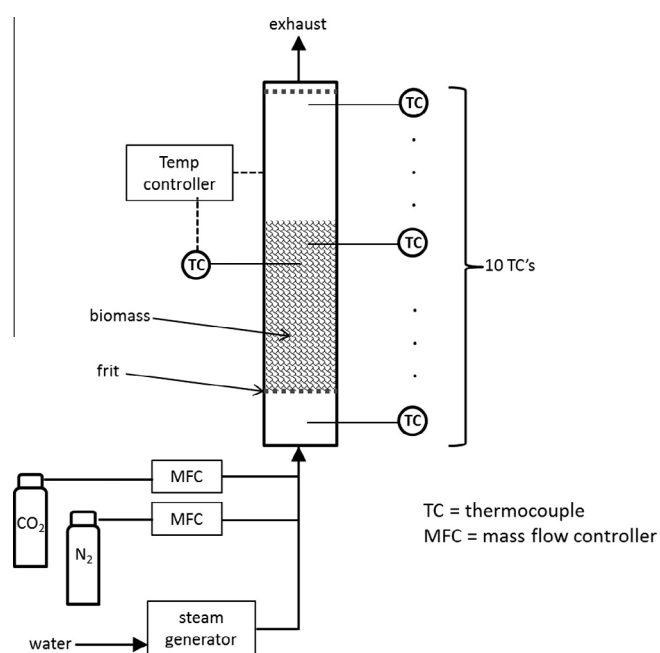 exhaust
TC
Temp
controller
TC
TC
10 TC's
biomass
frit
TC
MFC
CO2
MFC
N2
TC = thermocouple
MFC = mass flow controller
steam
generator
water